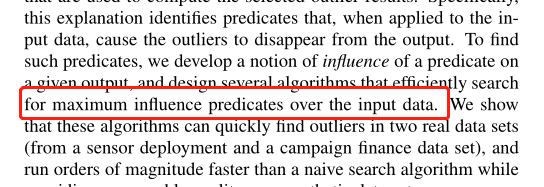 that are used to compute the selected outlier results. Specifically,
this explanation identifies predicates that, when applied to the in-
put data, cause the outliers to disappear from the output. To find
such predicates, we develop a notion of influence of a predicate on
a given output, and design several algorithms that efficiently search
for maximum influence predicates over the input data. We show
that these algorithms can quickly find outliers in two real data sets
(from a sensor deployment and a campaign finance data set), and
run orders of magnitude faster than a naive search algorithm while